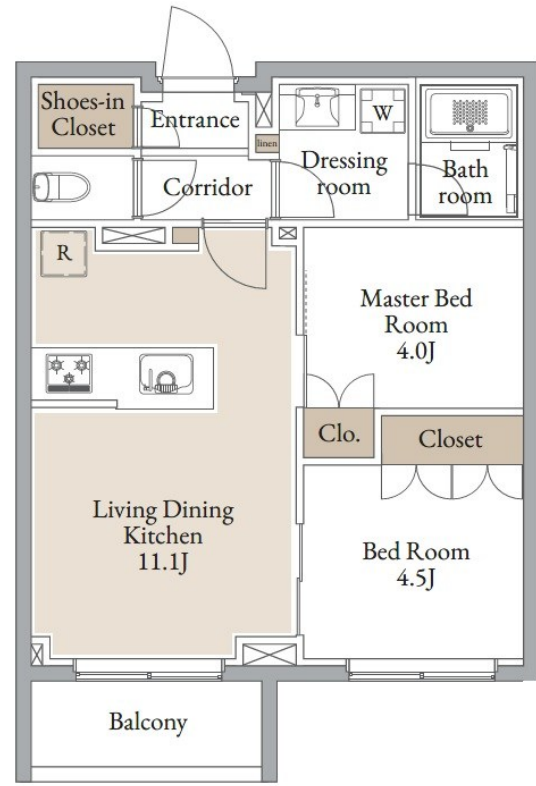 Shoes-in
Closet
Entrance
linen
W
Dressing
room
Bath
room
Corridor
R
Master Bed
Room
4.0J
Clo.
Closet
Living Dining
Kitchen
11.1J
Bed Room
4.5J
Balcony